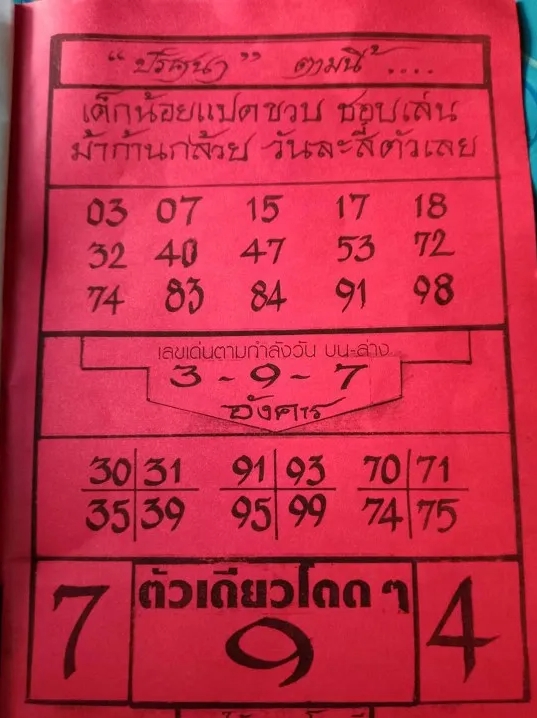 "ปริศนา" ตามนี้ ....
เด็กน้อยแปดขวบ ชอบเล่น
ม้าก้านกล้วย วันละสี่ตัวเลย
03 07 15 17 18
32 40 47 53 72
74 83 84 91 98
เลขเด่นตามกำลังวัน บน-ล่าง
3 - 9 - 7
อังคาร
30 31 91 93 70 71
35 39 95 99 74 75
ตัวเดียวโดด ๆ
7 9 4